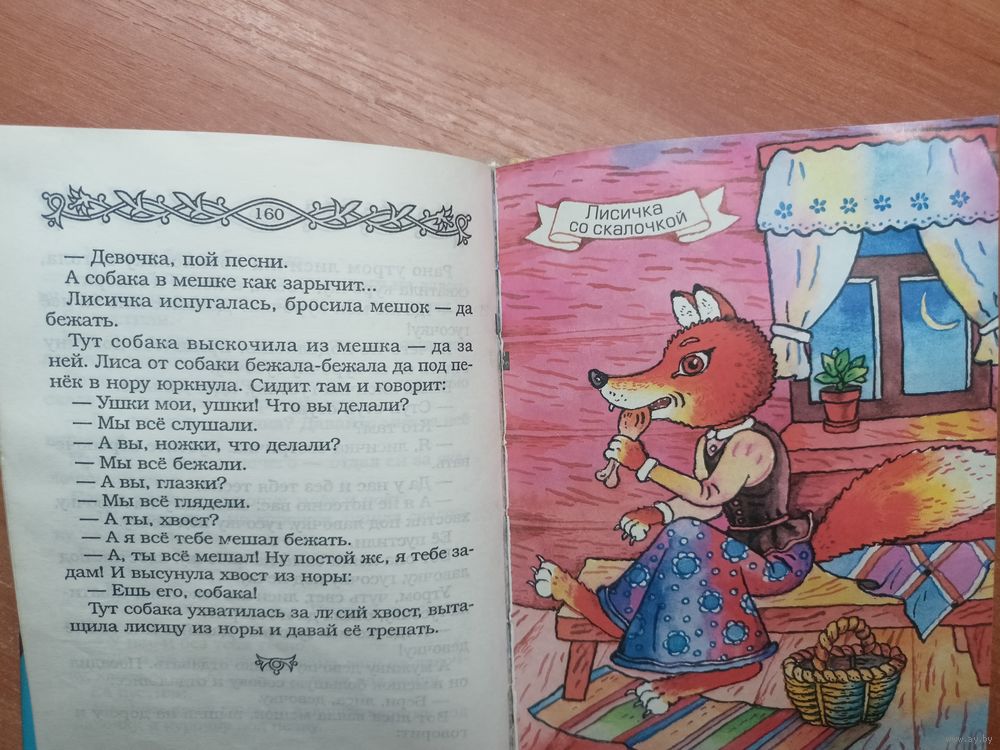 160
— Девочка, пой песни.
А собака в мешке как зарычит...
Лисичка испугалась, бросила мешок — да
бежать.
Тут собака выскочила из мешка — да за
ней. Лиса от собаки бежала-бежала да под пе-
нёк в нору юркнула. Сидит там и говорит:
— Ушки мои, ушки! Что вы делали?
— Мы всё слушали.
— А вы, ножки, что делали?
— Мы всё бежали.
— А вы, глазки?
— Мы всё глядели.
— А ты, хвост?
— А я всё тебе мешал бежать.
— А, ты всё мешал! Ну постой же, я тебе за-
дам! И высунула хвост из норы:
— Ешь его, собака!
Тут собака ухватилась за лисий хвост, выта-
щила лисицу из норы и давай её трепать.
Лисичка
со скалочкой
www.ay.by